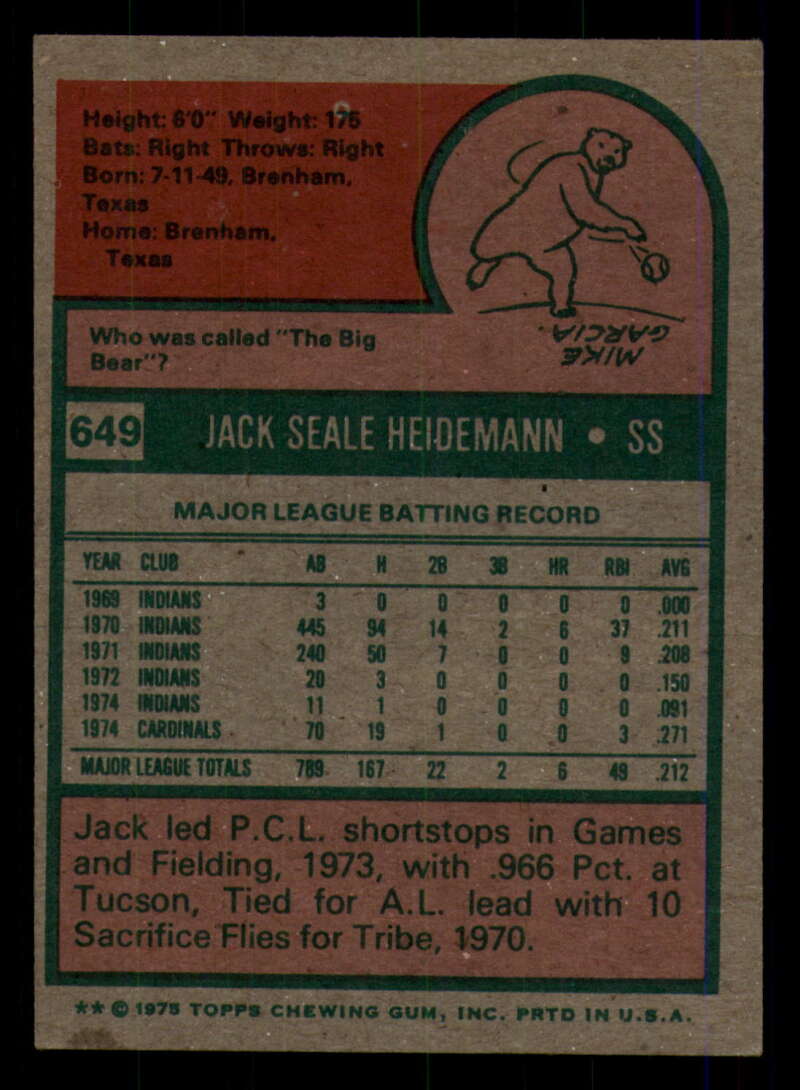 Height: 6'0" Weight: 175
Bats: Right Throws: Right
Born: 7-11-49, Brenham,
Texas
Home: Brenham,
Texas
Who was called "The Big
Bear"?
MIKE
GARCIA.
649 JACK SEALE HEIDEMANN • SS
MAJOR LEAGUE BATTING RECORD
YEAR CLUB AB H 2B 3B HR RBI AVG
1969 INDIANS 3 0 0 0 0 0 .000
1970 INDIANS 445 94 14 2 6 37 .211
1971 INDIANS 240 50 7 0 0 9 .208
1972 INDIANS 20 3 0 0 0 0 .150
1974 INDIANS 11 1 0 0 0 0 .091
1974 CARDINALS 70 19 1 0 0 3 .271
MAJOR LEAGUE TOTALS 789 167 22 2 6 49 .212
Jack led P.C.L. shortstops in Games
and Fielding, 1973, with .966 Pct. at
Tucson, Tied for A.L. lead with 10
Sacrifice Flies for Tribe, 1970.
** © 1975 TOPPS CHEWING GUM, INC. PRTD IN U.S.A.